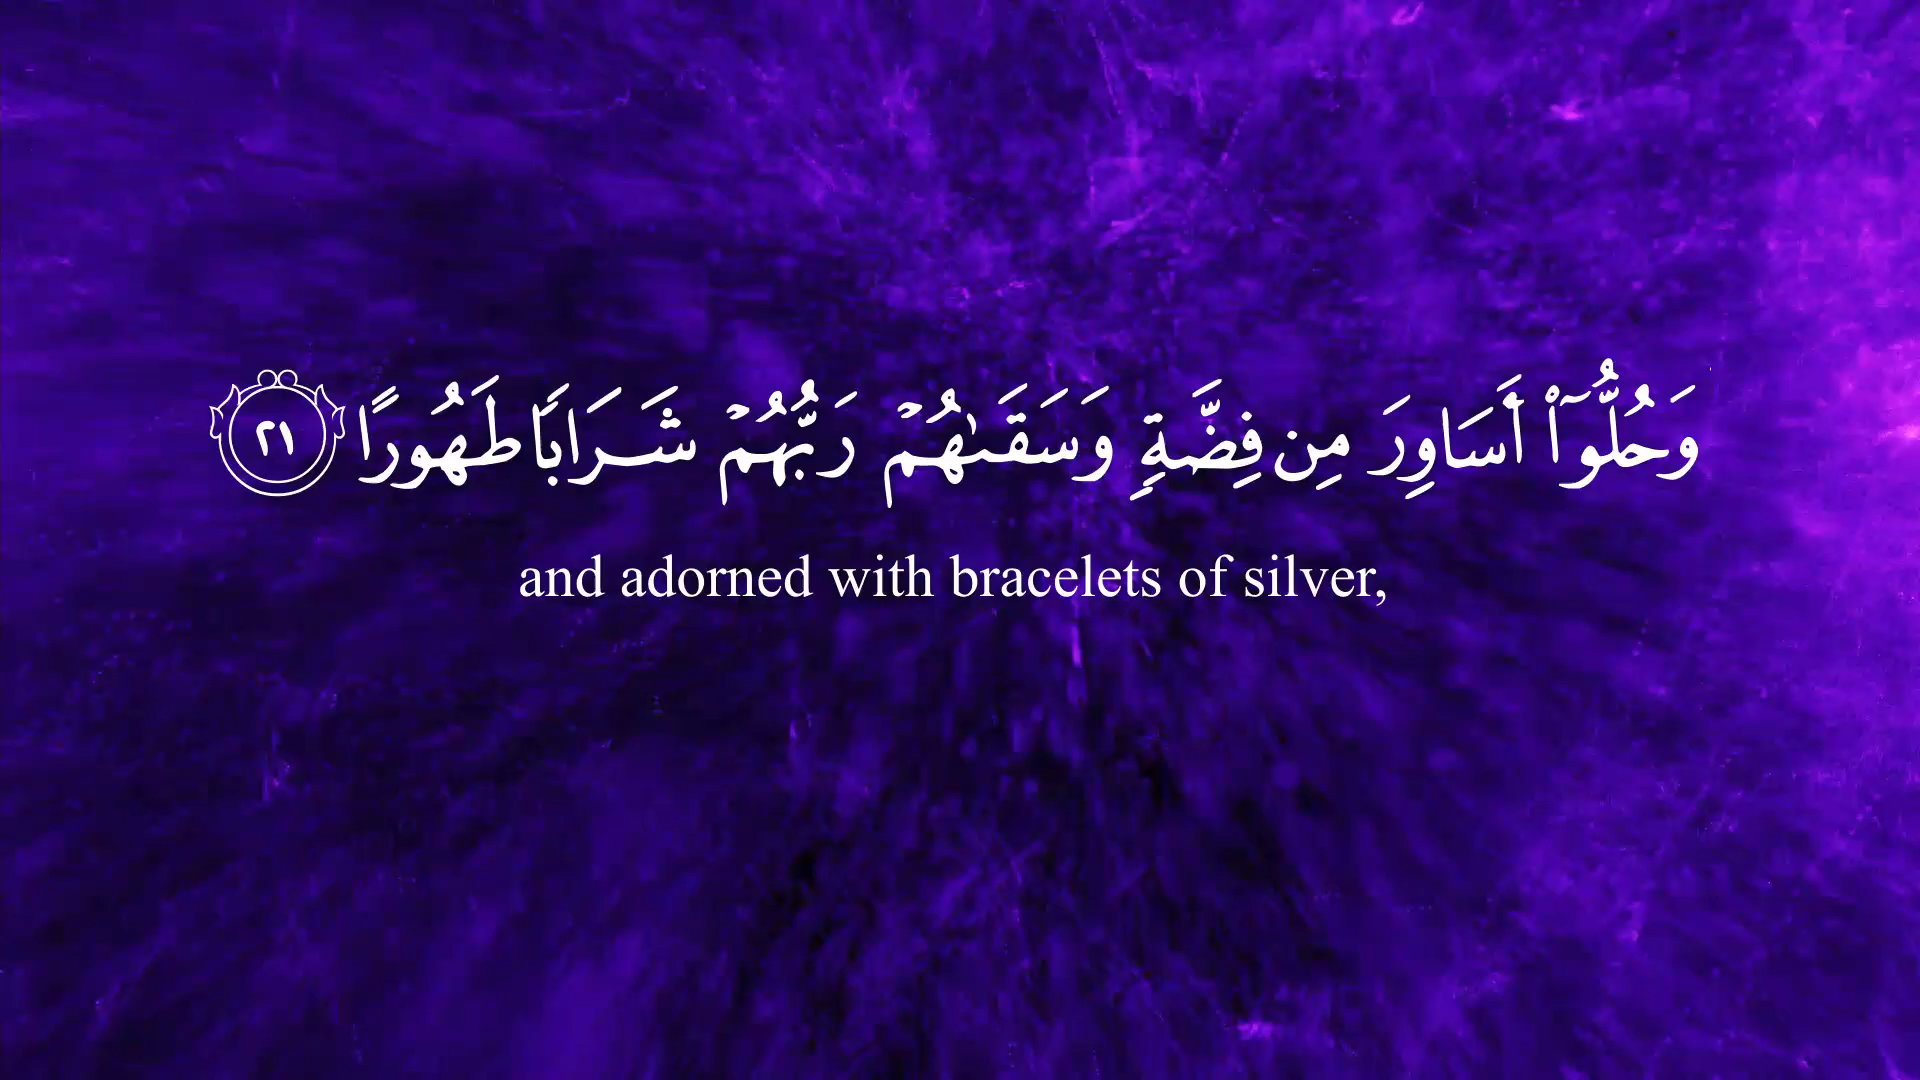 وَحُلُّوٓا۟ أَسَاوِرَ مِن فِضَّةٍۢ وَسَقَىٰهُمْ رَبُّهُمْ شَرَابًا طَهُورًا ٢١
and adorned with bracelets of silver,